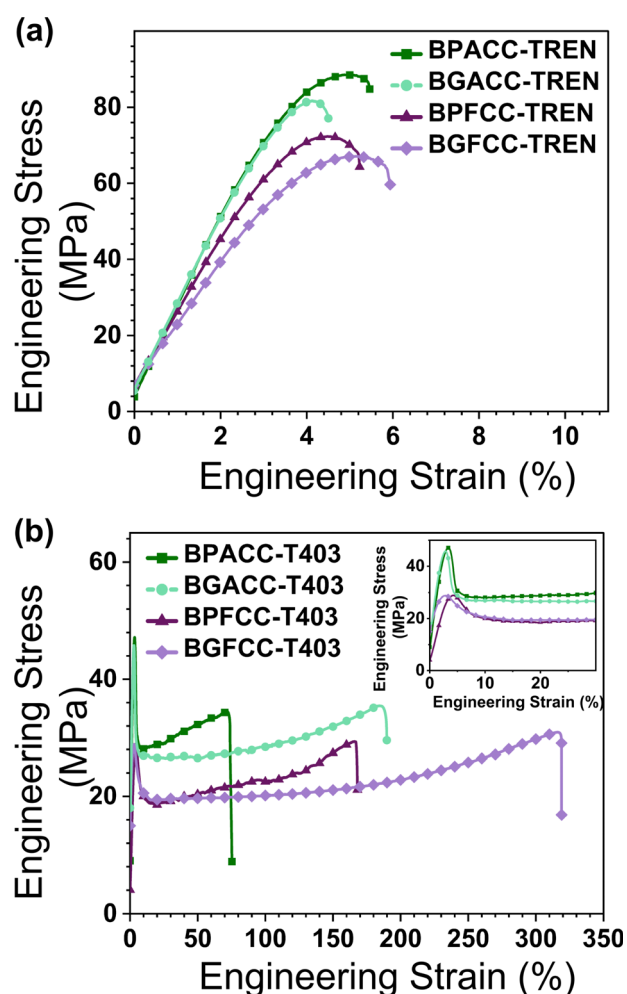 (a)
BPACC-TREN
BGACC-TREN
BPFCC-TREN
BGFCC-TREN
Engineering Stress
(MPa)
80
60
40
20
0
0 2 4 6 8 10
Engineering Strain (%)
(b)
BPACC-T403
BGACC-T403
BPFCC-T403
BGFCC-T403
Engineering Stress
(MPa)
60
40
20
0
0 50 100 150 200 250 300 350
Engineering Strain (%)
Engineering Stress
(MPa)
40
20
0
0 10 20
Engineering Strain (%)